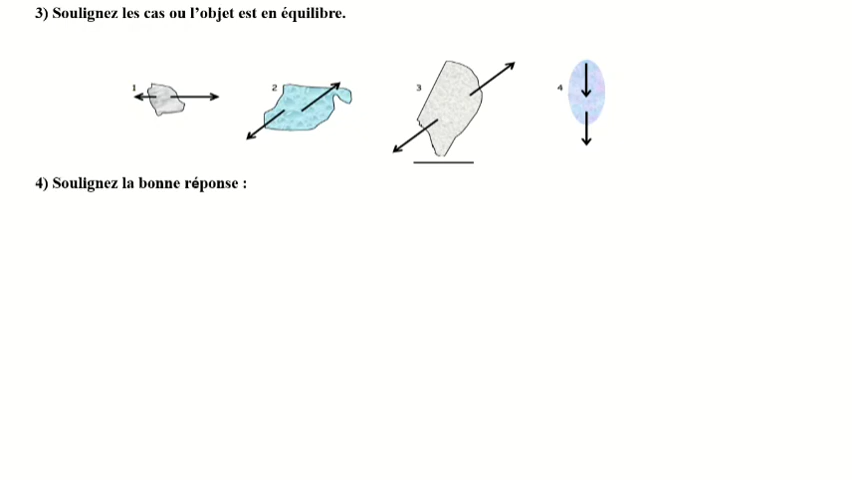 3) Soulignez les cas ou l'objet est en équilibre.
1 2 3 4
4) Soulignez la bonne réponse :